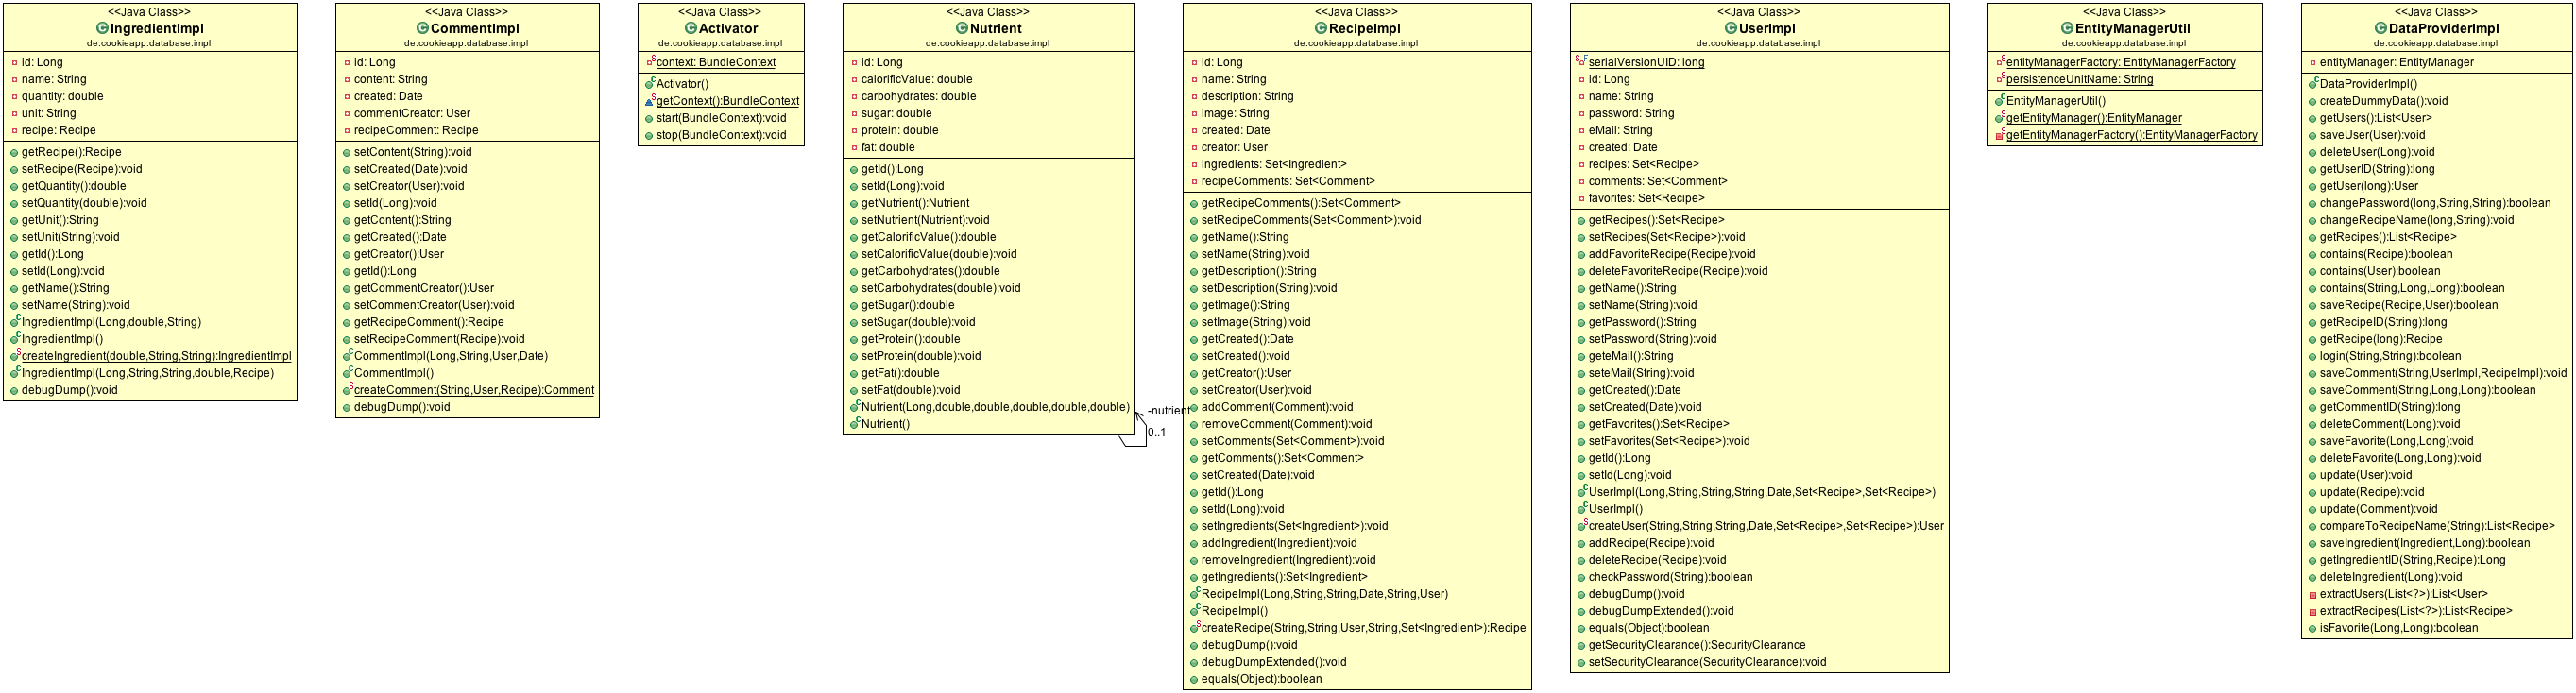 <<Java Class>>
IngredientImpl
de.cookieapp.database.impl
id: Long
name: String
quantity: double
unit: String
recipe: Recipe
getRecipe():Recipe
setRecipe(Recipe):void
getQuantity():double
setQuantity(double):void
getUnit():String
setUnit(String):void
getId():Long
setId(Long):void
getName():String
setName(String):void
IngredientImpl(Long,double,String)
IngredientImpl()
createIngredient(double,String,String):IngredientImpl
IngredientImpl(Long,String,String,double,Recipe)
debugDump():void
<<Java Class>>
CommentImpl
de.cookieapp.database.impl
id: Long
content: String
created: Date
commentCreator: User
recipeComment: Recipe
setContent(String):void
setCreated(Date):void
setCreator(User):void
setId(Long):void
getContent():String
getCreated():Date
getCreator():User
getId():Long
getCommentCreator():User
setCommentCreator(User):void
getRecipeComment():Recipe
setRecipeComment(Recipe):void
CommentImpl(Long,String,User,Date)
CommentImpl()
createComment(String,User,Recipe):Comment
debugDump():void
<<Java Class>>
Activator
de.cookieapp.database.impl
context: BundleContext
Activator()
getContext():BundleContext
start(BundleContext):void
stop(BundleContext):void
<<Java Class>>
Nutrient
de.cookieapp.database.impl
id: Long
calorificValue: double
carbohydrates: double
sugar: double
protein: double
fat: double
getId():Long
setId(Long):void
getNutrient():Nutrient
setNutrient(Nutrient):void
getCalorificValue():double
setCalorificValue(double):void
getCarbohydrates():double
setCarbohydrates(double):void
getSugar():double
setSugar(double):void
getProtein():double
setProtein(double):void
getFat():double
setFat(double):void
Nutrient(Long,double,double,double,double,double)
Nutrient()
-nutrient
0..1
<<Java Class>>
RecipeImpl
de.cookieapp.database.impl
id: Long
name: String
description: String
image: String
created: Date
creator: User
ingredients: Set<Ingredient>
recipeComments: Set<Comment>
getRecipeComments():Set<Comment>
setRecipeComments(Set<Comment>):void
getName():String
setName(String):void
getDescription():String
setDescription(String):void
getImage():String
setImage(String):void
getCreated():Date
setCreated():void
getCreator():User
setCreator(User):void
addComment(Comment):void
removeComment(Comment):void
setComments(Set<Comment>):void
getComments():Set<Comment>
setCreated(Date):void
getId():Long
setId(Long):void
setIngredients(Set<Ingredient>):void
addIngredient(Ingredient):void
removeIngredient(Ingredient):void
getIngredients():Set<Ingredient>
RecipeImpl(Long,String,String,Date,String,User)
RecipeImpl()
createRecipe(String,String,User,String,Set<Ingredient>):Recipe
debugDump():void
debugDumpExtended():void
equals(Object):boolean
<<Java Class>>
UserImpl
de.cookieapp.database.impl
serialVersionUID: long
id: Long
name: String
password: String
eMail: String
created: Date
recipes: Set<Recipe>
comments: Set<Comment>
favorites: Set<Recipe>
getRecipes():Set<Recipe>
setRecipes(Set<Recipe>):void
addFavoriteRecipe(Recipe):void
deleteFavoriteRecipe(Recipe):void
getName():String
setName(String):void
getPassword():String
setPassword(String):void
geteMail():String
seteMail(String):void
getCreated():Date
setCreated(Date):void
getFavorites():Set<Recipe>
setFavorites(Set<Recipe>):void
getId():Long
setId(Long):void
UserImpl(Long,String,String,String,Date,Set<Recipe>,Set<Recipe>)
UserImpl()
createUser(String,String,String,Date,Set<Recipe>,Set<Recipe>):User
addRecipe(Recipe):void
deleteRecipe(Recipe):void
checkPassword(String):boolean
debugDump():void
debugDumpExtended():void
equals(Object):boolean
getSecurityClearance():SecurityClearance
setSecurityClearance(SecurityClearance):void
<<Java Class>>
EntityManagerUtil
de.cookieapp.database.impl
entityManagerFactory: EntityManagerFactory
persistenceUnitName: String
EntityManagerUtil()
getEntityManager():EntityManager
getEntityManagerFactory():EntityManagerFactory
<<Java Class>>
DataProviderImpl
de.cookieapp.database.impl
entityManager: EntityManager
DataProviderImpl()
createDummyData():void
getUsers():List<User>
saveUser(User):void
deleteUser(Long):void
getUserID(String):long
getUser(long):User
changePassword(long,String,String):boolean
changeRecipeName(long,String):void
getRecipes():List<Recipe>
contains(Recipe):boolean
contains(User):boolean
contains(String,Long,Long):boolean
saveRecipe(Recipe,User):boolean
getRecipeID(String):long
getRecipe(long):Recipe
login(String,String):boolean
saveComment(String,UserImpl,RecipeImpl):void
saveComment(String,Long,Long):boolean
getCommentID(String):long
deleteComment(Long):void
saveFavorite(Long,Long):void
deleteFavorite(Long,Long):void
update(User):void
update(Recipe):void
update(Comment):void
compareToRecipeName(String):List<Recipe>
saveIngredient(Ingredient,Long):boolean
getIngredientID(String,Recipe):Long
deleteIngredient(Long):void
extractUsers(List<?>):List<User>
extractRecipes(List<?>):List<Recipe>
isFavorite(Long,Long):boolean